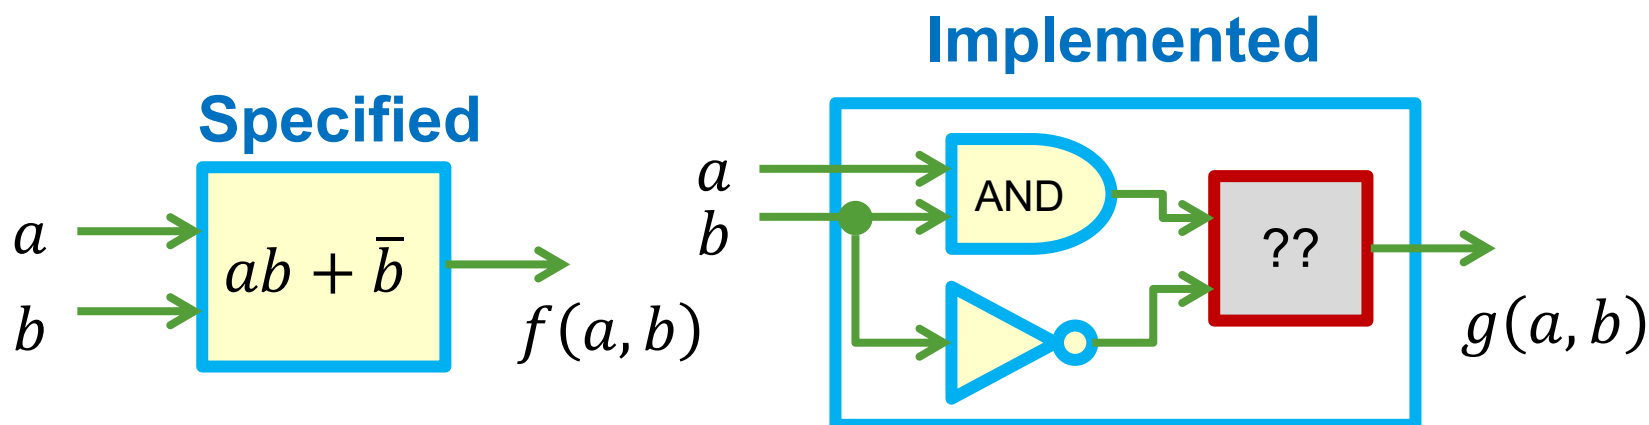 Specified
a
b
ab + b̄
f(a, b)
Implemented
a
b
AND
??
g(a, b)